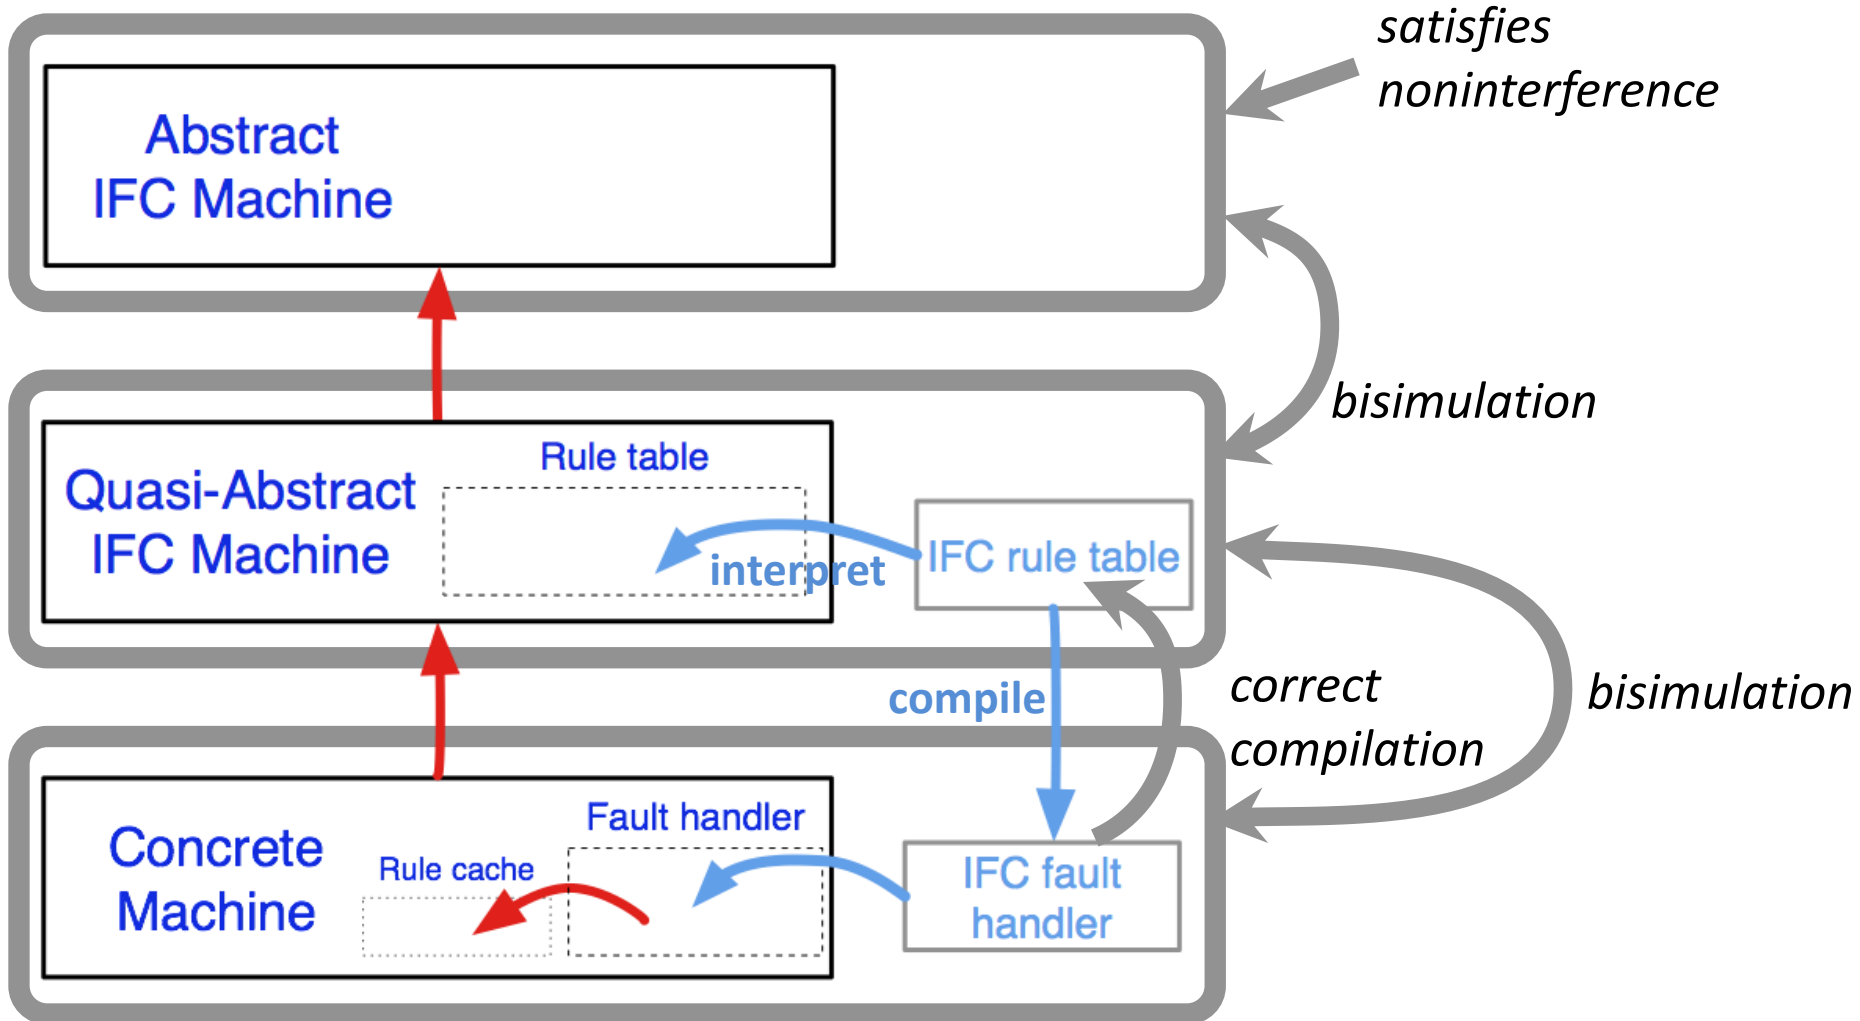 satisfies
noninterference
Abstract
IFC Machine
bisimulation
Rule table
Quasi-Abstract
IFC Machine
interpret
IFC rule table
compile
correct
compilation
bisimulation
Fault handler
Concrete
Machine
Rule cache
IFC fault
handler